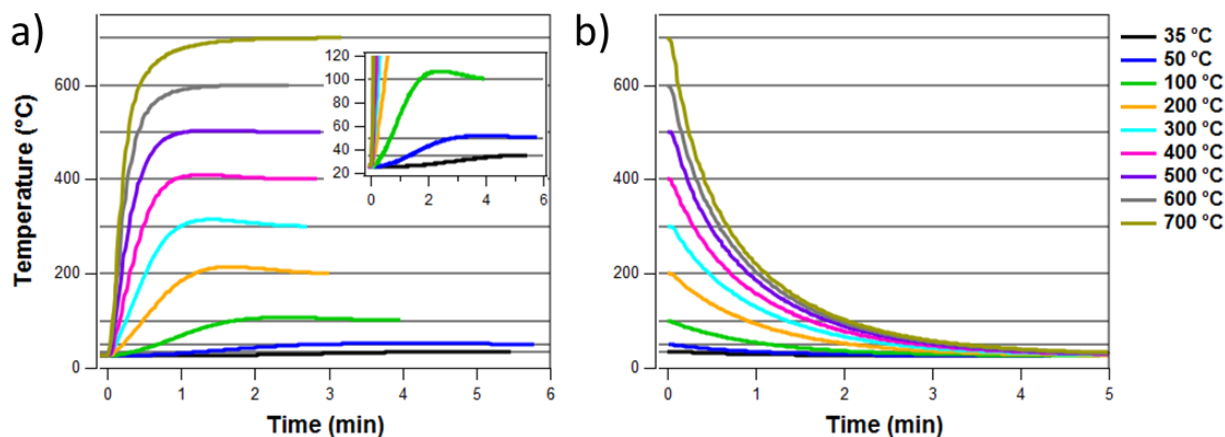 a)
Temperature (°C)
600
400
200
0
0 1 2 3 4 5 6
Time (min)
120
100
80
60
40
20
0 2 4 6
b)
600
400
200
0
0 1 2 3 4 5
Time (min)
35 °C
50 °C
100 °C
200 °C
300 °C
400 °C
500 °C
600 °C
700 °C